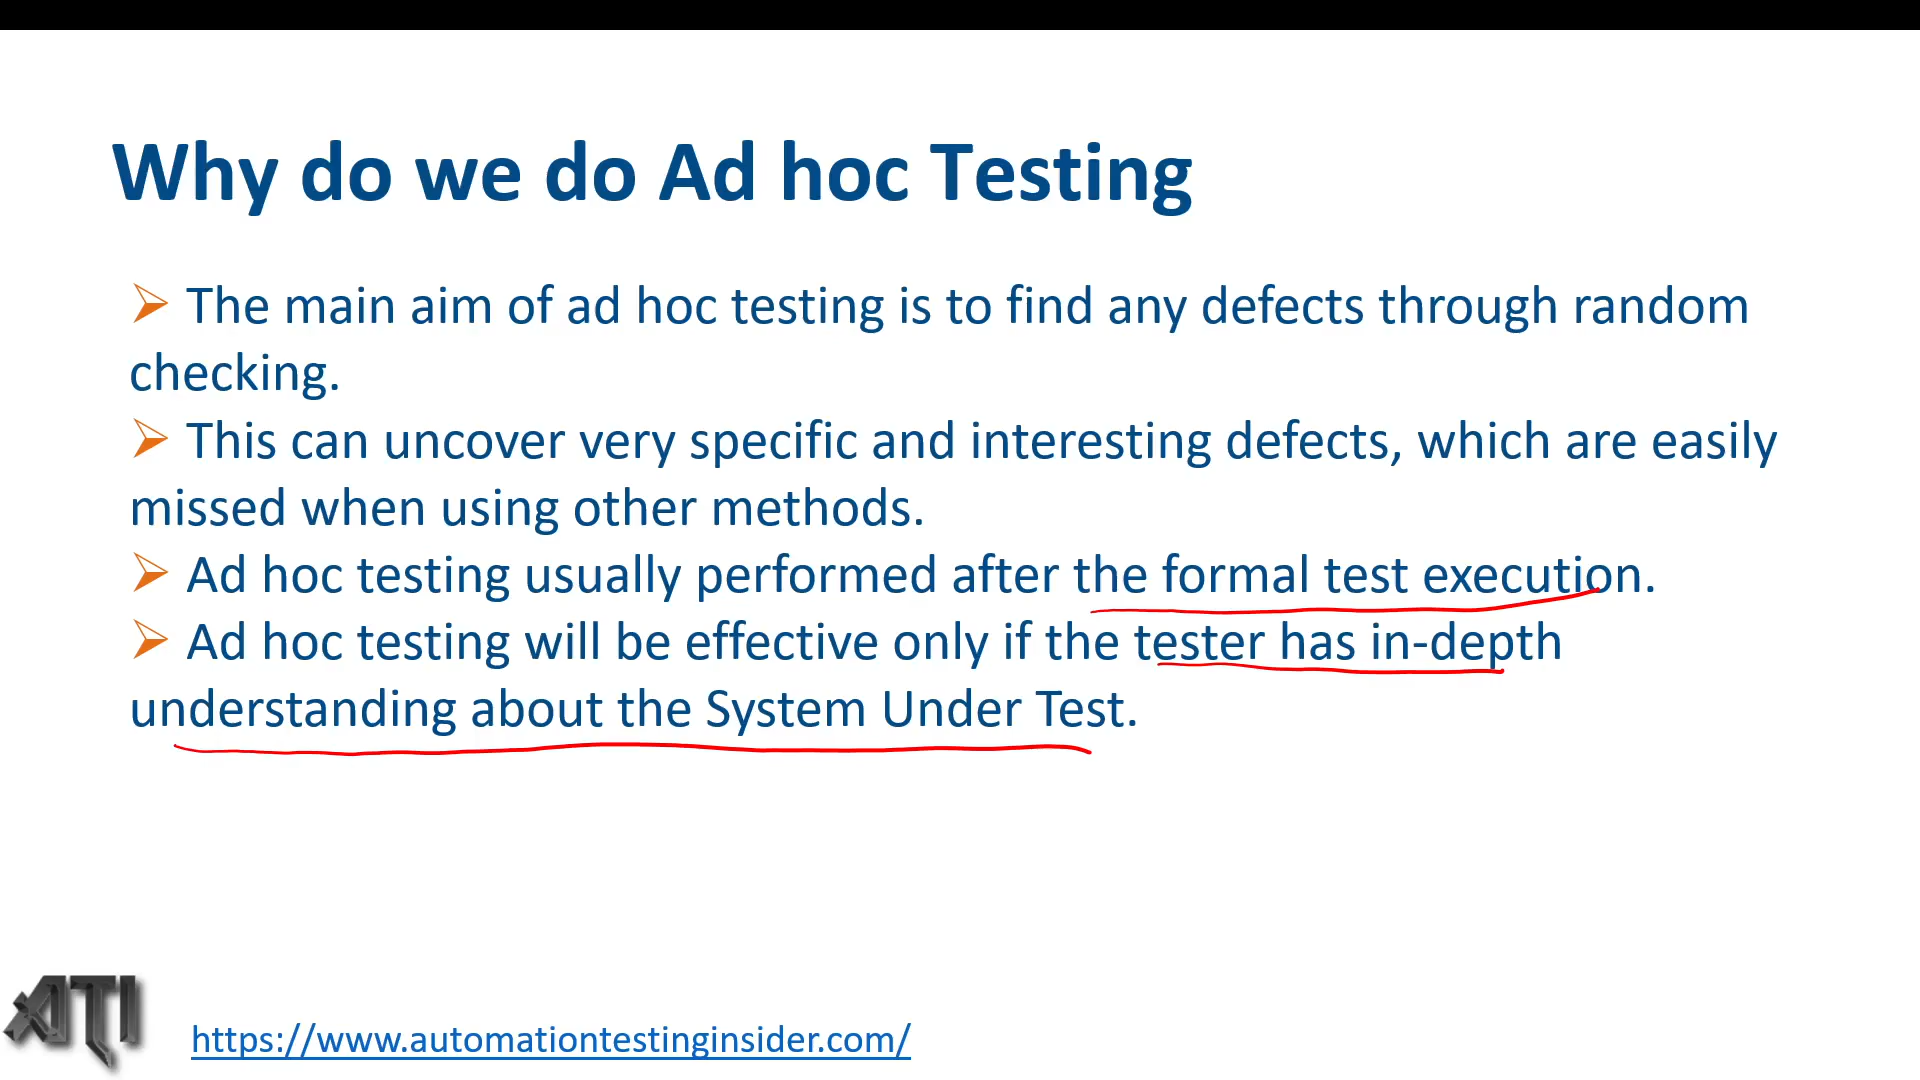 Why do we do Ad hoc Testing
➢ The main aim of ad hoc testing is to find any defects through random
checking.
➢ This can uncover very specific and interesting defects, which are easily
missed when using other methods.
➢ Ad hoc testing usually performed after the formal test execution.
➢ Ad hoc testing will be effective only if the tester has in-depth
understanding about the System Under Test.
ATI
https://www.automationtestinginsider.com/